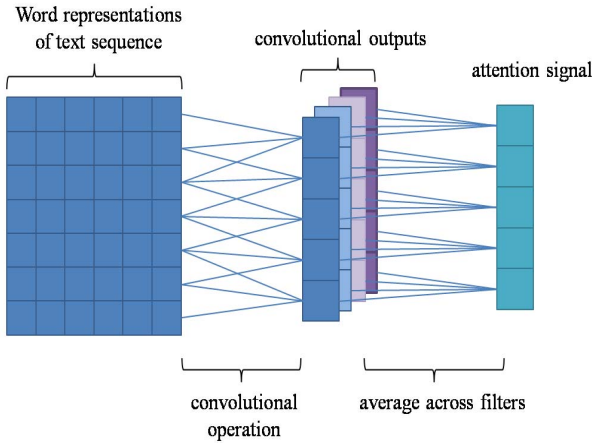 Word representations
of text sequence
convolutional outputs
attention signal
convolutional
operation
average across filters